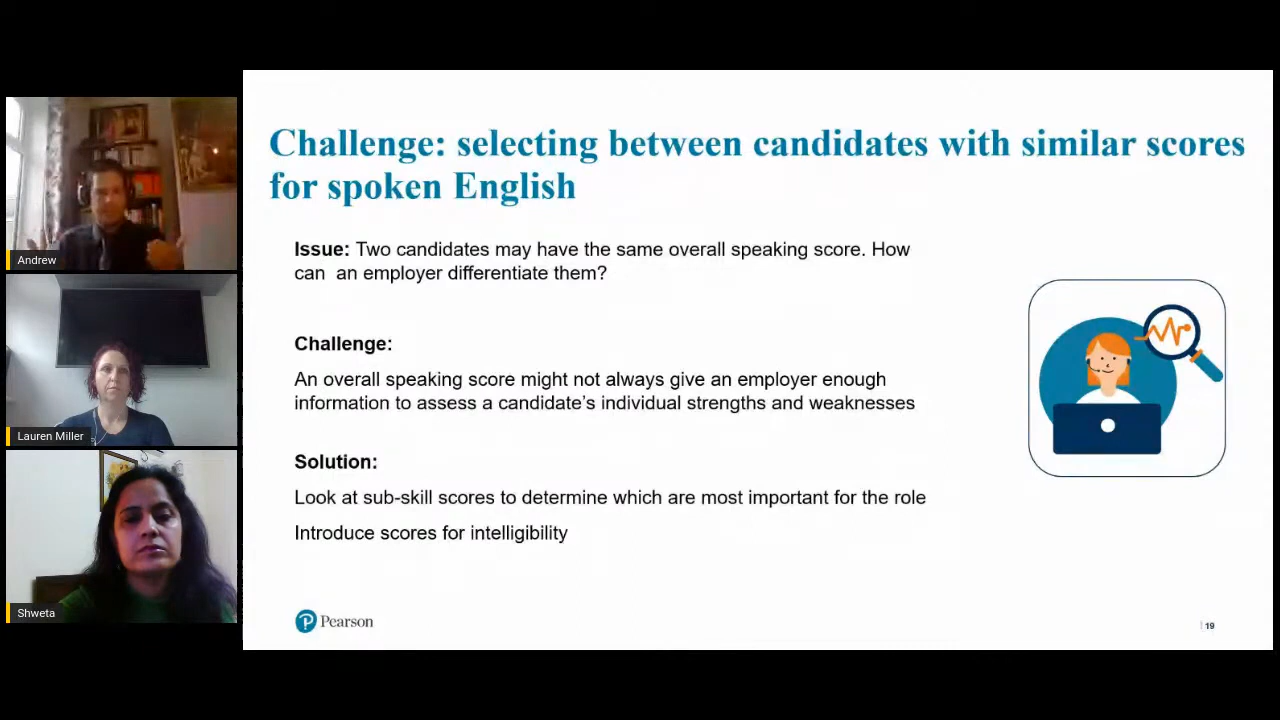 Challenge: selecting between candidates with similar scores
for spoken English
Issue: Two candidates may have the same overall speaking score. How
can  an employer differentiate them?
Challenge:
An overall speaking score might not always give an employer enough
information to assess a candidate’s individual strengths and weaknesses
Solution:
Look at sub-skill scores to determine which are most important for the role
Introduce scores for intelligibility
Pearson
19
Andrew
Lauren Miller
Shweta